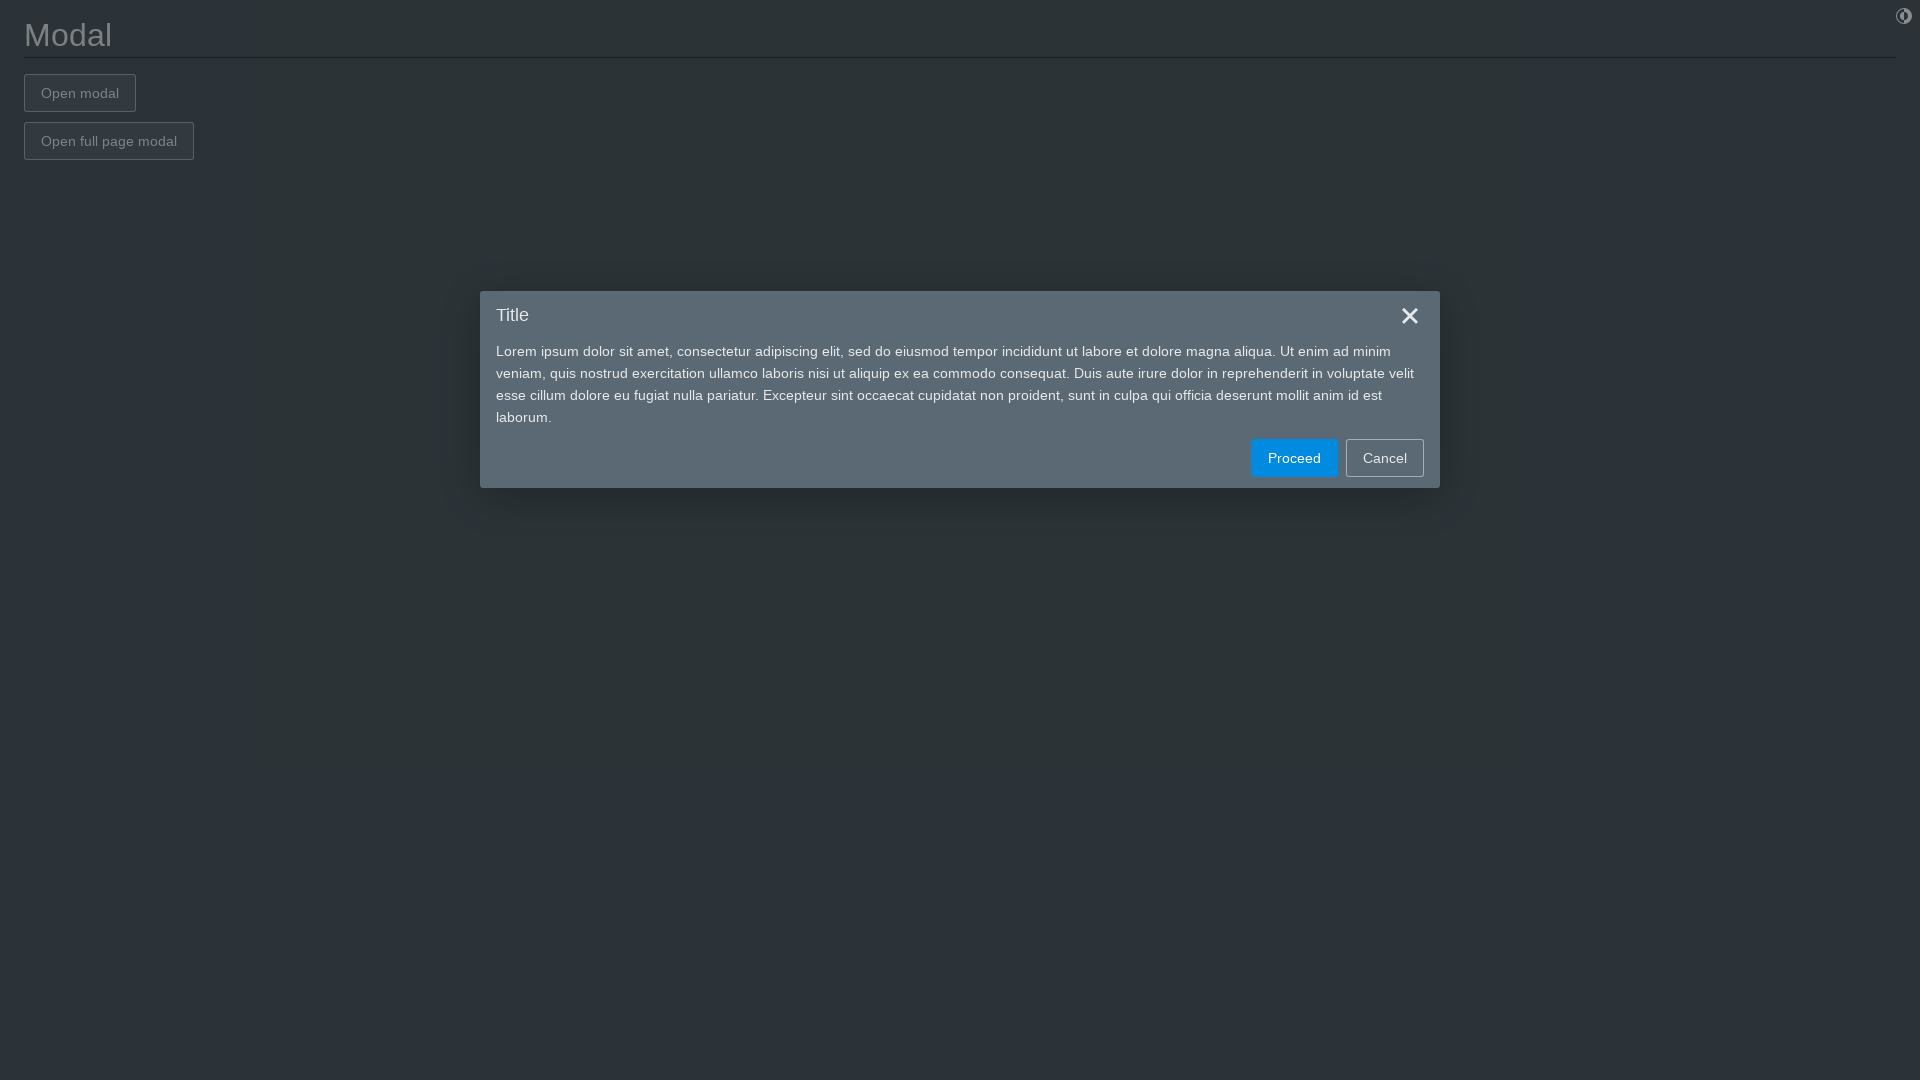 Modal
Open modal
Open full page modal
Title
Lorem ipsum dolor sit amet, consectetur adipiscing elit, sed do eiusmod tempor incididunt ut labore et dolore magna aliqua. Ut enim ad minim
veniam, quis nostrud exercitation ullamco laboris nisi ut aliquip ex ea commodo consequat. Duis aute irure dolor in reprehenderit in voluptate velit
esse cillum dolore eu fugiat nulla pariatur. Excepteur sint occaecat cupidatat non proident, sunt in culpa qui officia deserunt mollit anim id est
laborum.
Proceed
Cancel